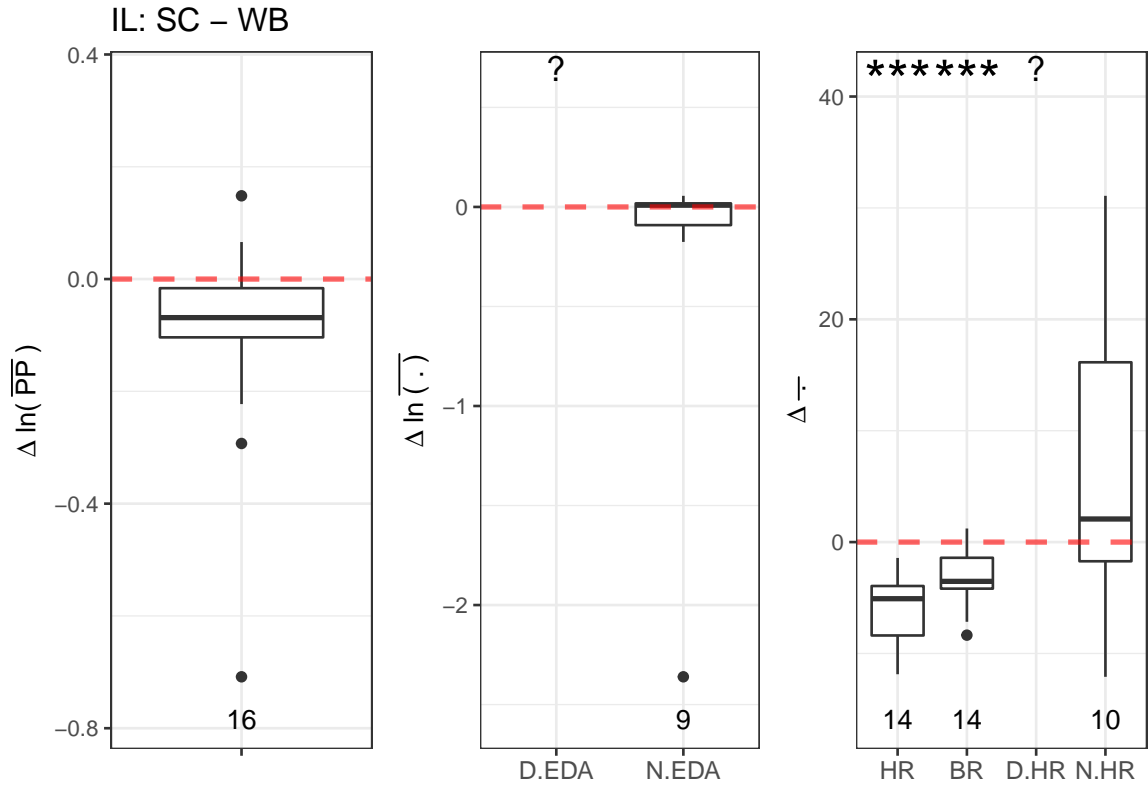 IL: SC − WB
Δ ln( PP )
0.4
0.0
−0.4
−0.8
16
Δ ln ( . )
0
−1
−2
?
9
D.EDA
N.EDA
Δ .
40
20
0
*** *** ?
14 14 10
HR BR D.HR N.HR